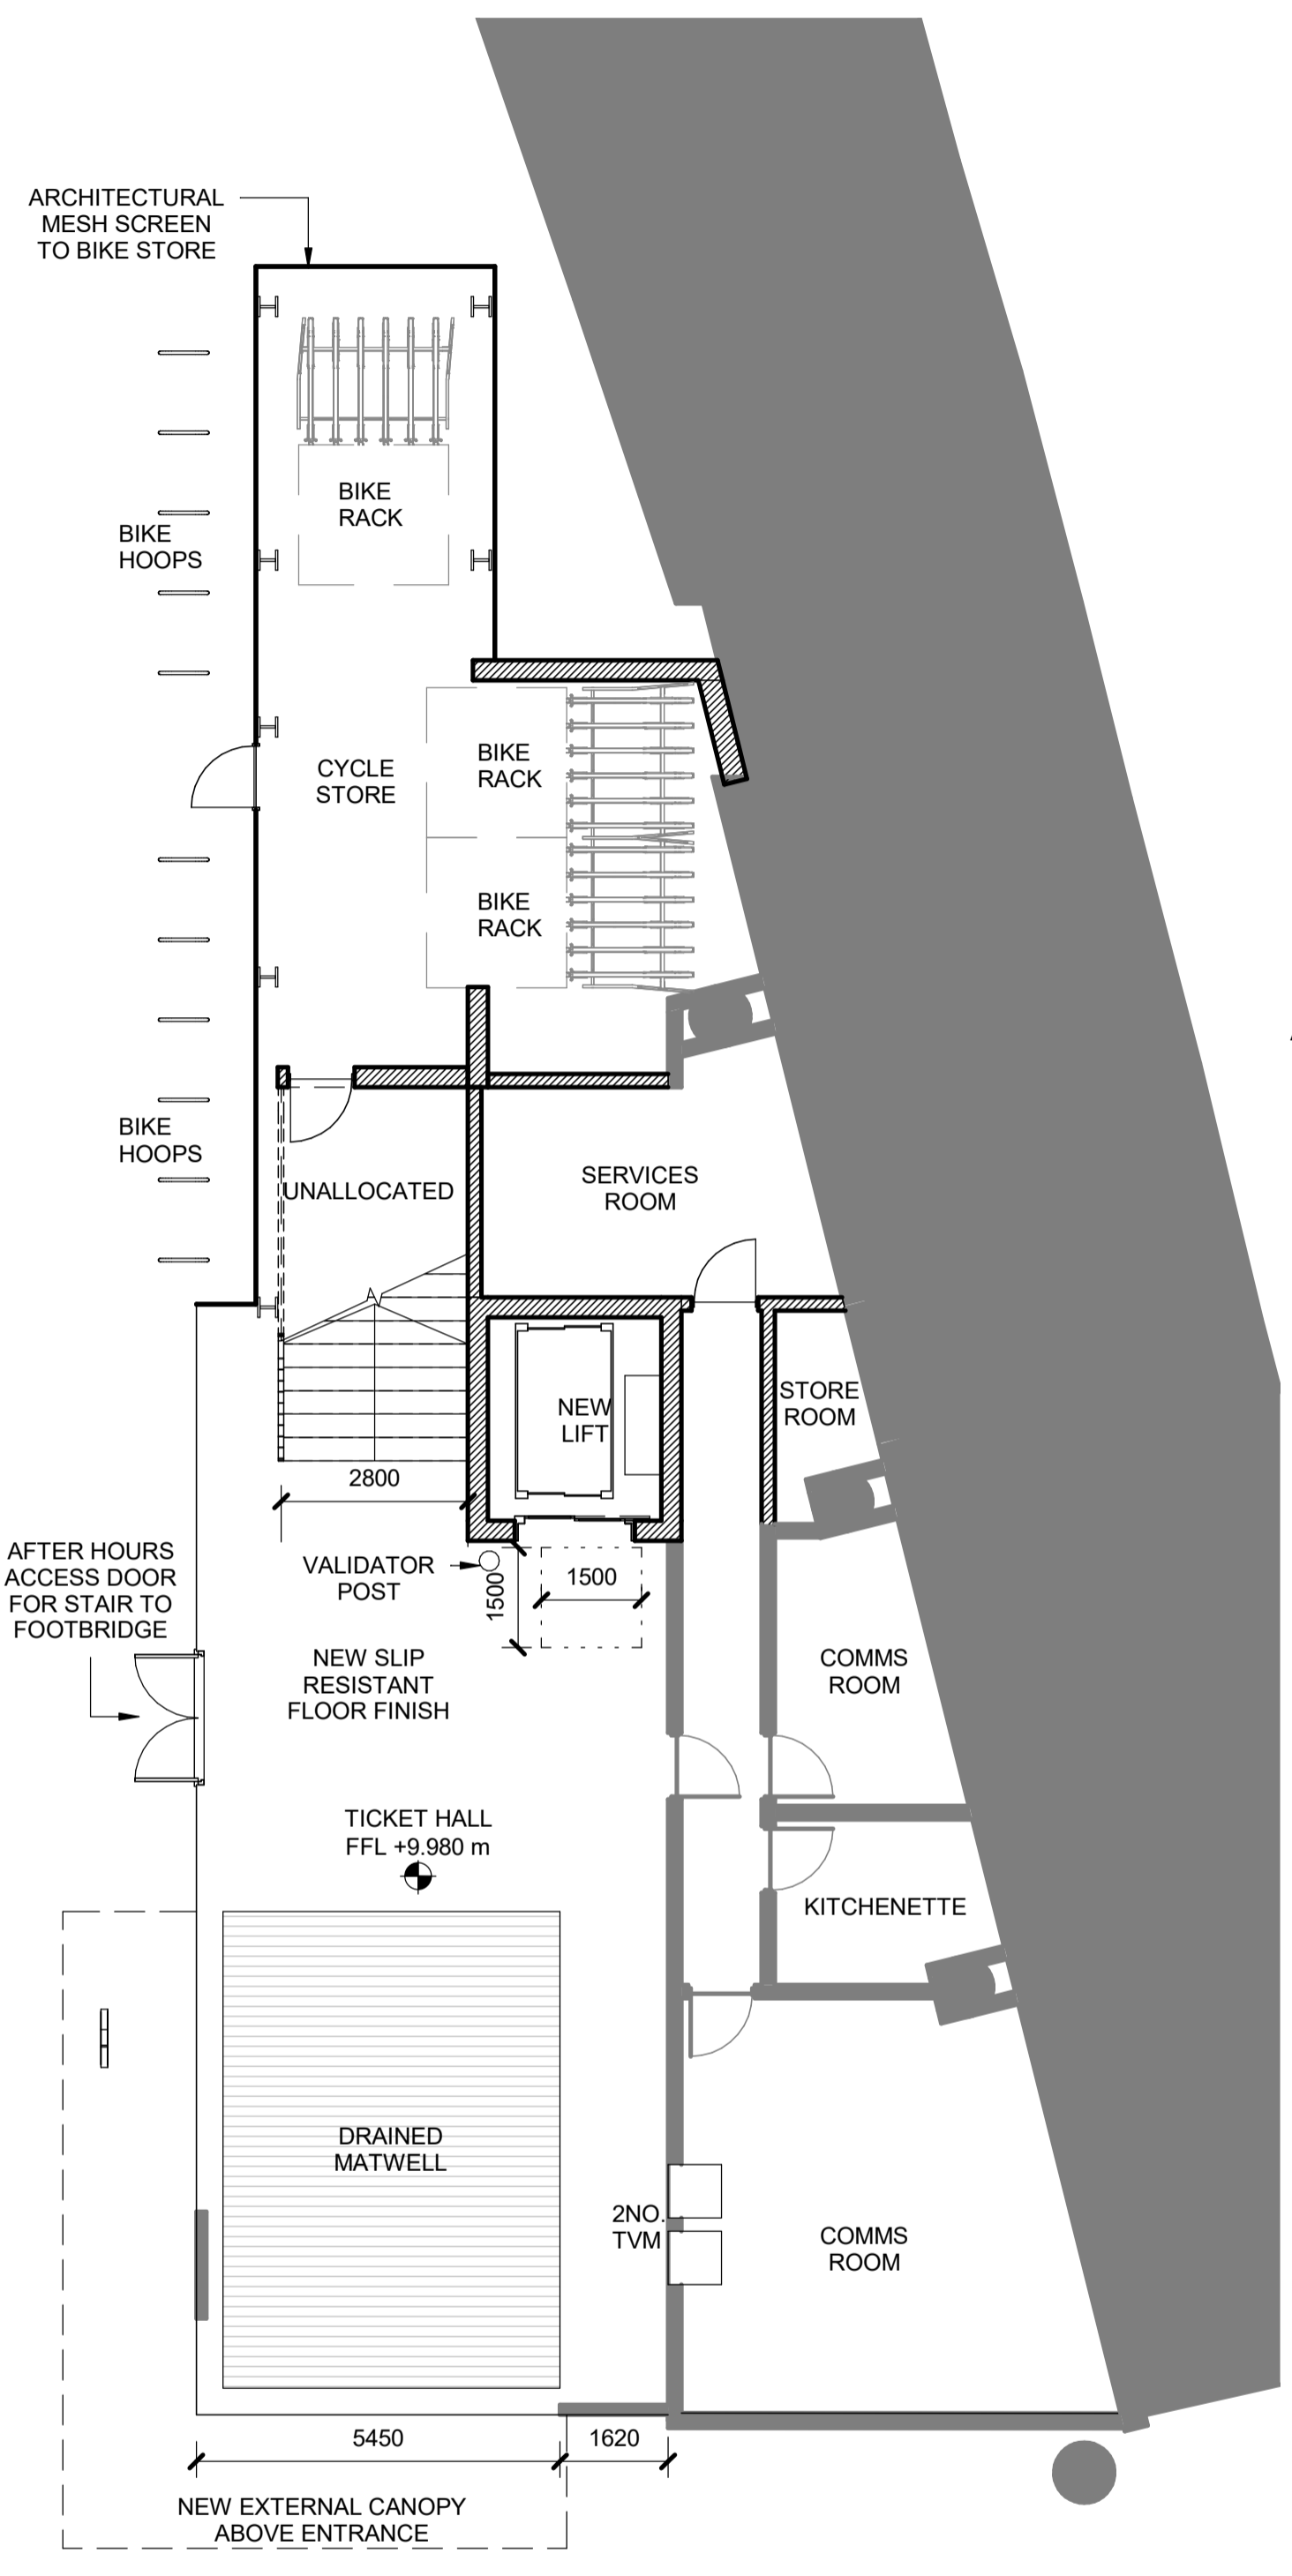 ARCHITECTURAL
MESH SCREEN
TO BIKE STORE
BIKE
RACK
BIKE
HOOPS
BIKE
RACK
CYCLE
STORE
BIKE
RACK
BIKE
HOOPS
SERVICES
ROOM
UNALLOCATED
STORE
ROOM
NEW
LIFT
2800
AFTER HOURS
ACCESS DOOR
FOR STAIR TO
FOOTBRIDGE
VALIDATOR
POST
1500
1500
NEW SLIP
RESISTANT
FLOOR FINISH
COMMS
ROOM
TICKET HALL
FFL +9.980 m
KITCHENETTE
DRAINED
MATWELL
2NO.
TVM
COMMS
ROOM
5450
1620
NEW EXTERNAL CANOPY
ABOVE ENTRANCE